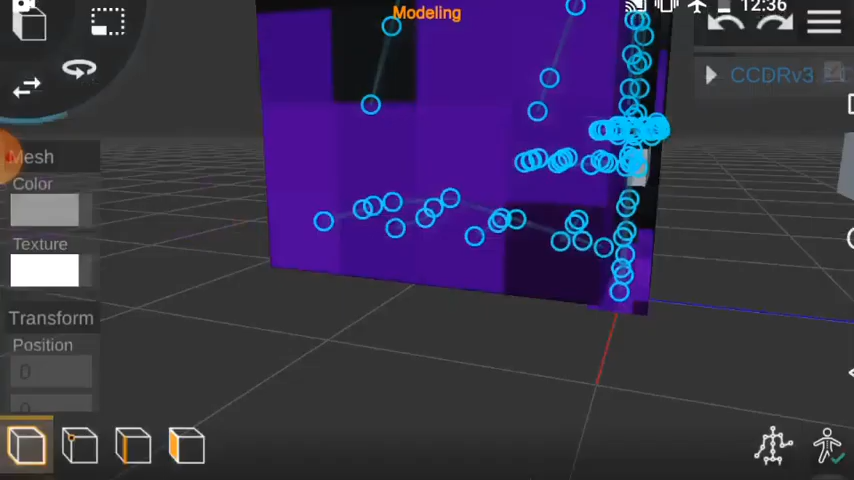 12:36
Modeling
CCDRv3
Mesh
Color
Texture
Transform
Position
0